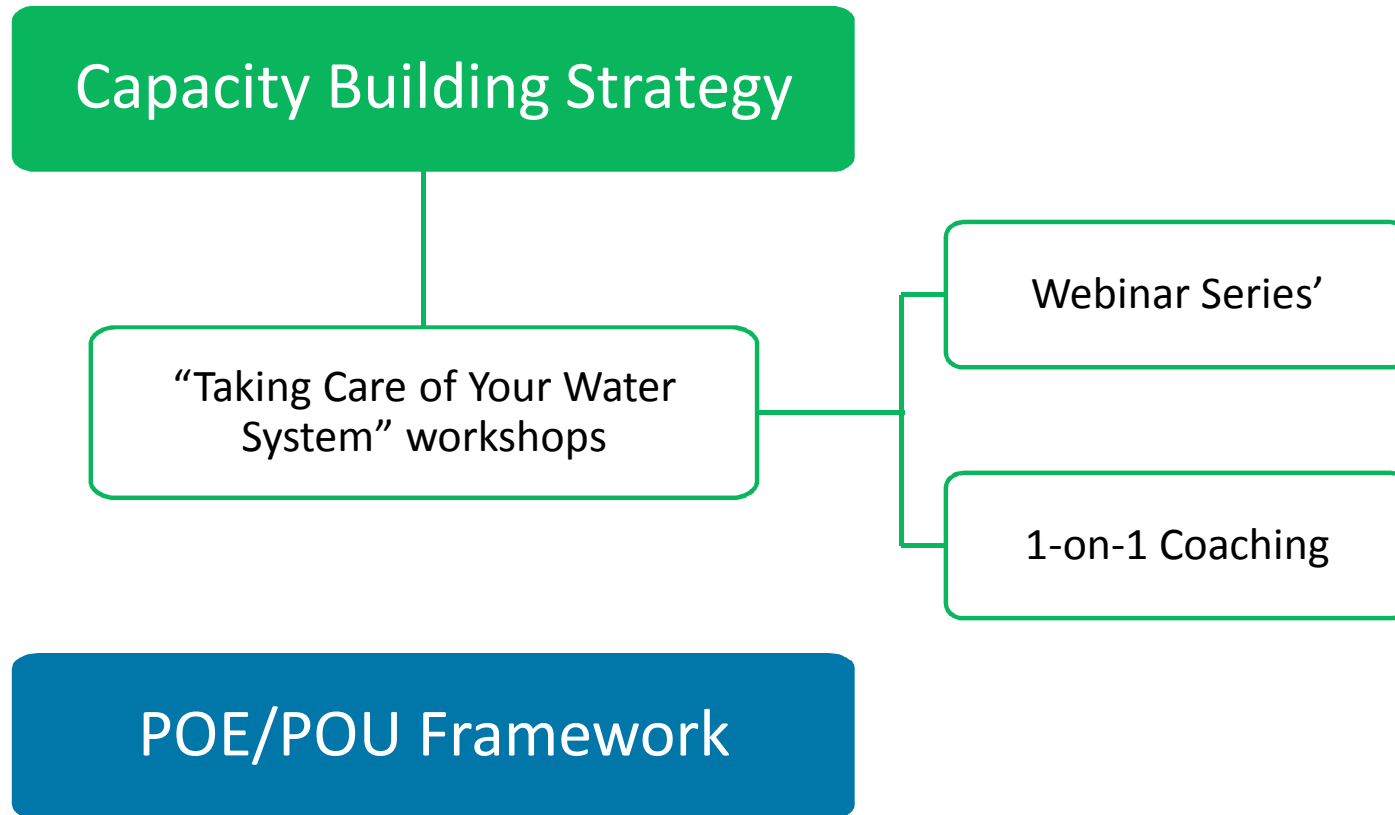 Capacity Building Strategy
“Taking Care of Your Water
System” workshops
Webinar Series’
1-on-1 Coaching
POE/POU Framework